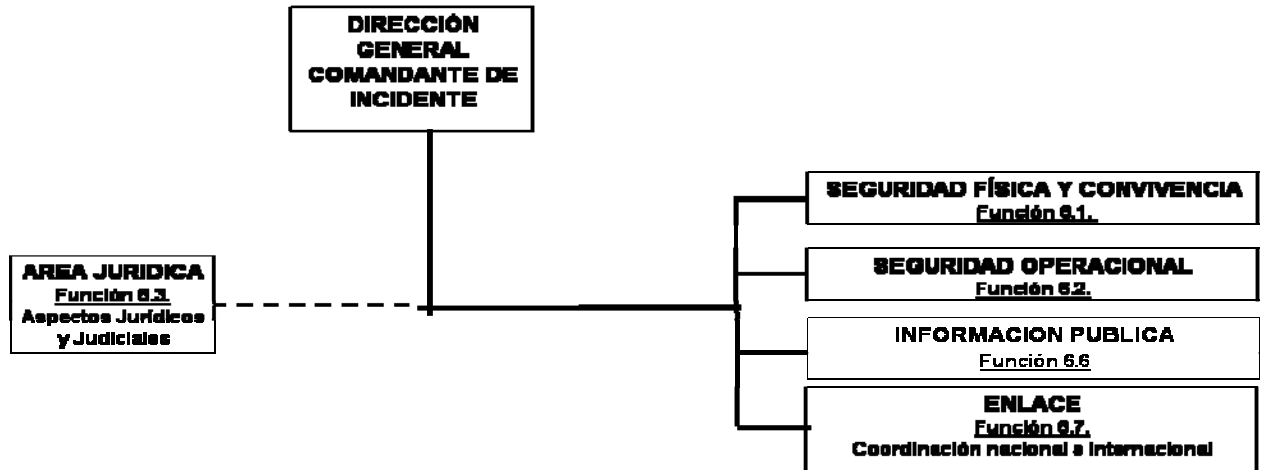 DIRECCIÓN
GENERAL
COMANDANTE DE
INCIDENTE
SEGURIDAD FÍSICA Y CONVIVENCIA
Función 6.1.
AREA JURIDICA
Función 6.3.
Aspectos Jurídicos
y Judiciales
SEGURIDAD OPERACIONAL
Función 6.2.
INFORMACION PUBLICA
Función 6.6
ENLACE
Función 6.7.
Coordinación nacional e internacional